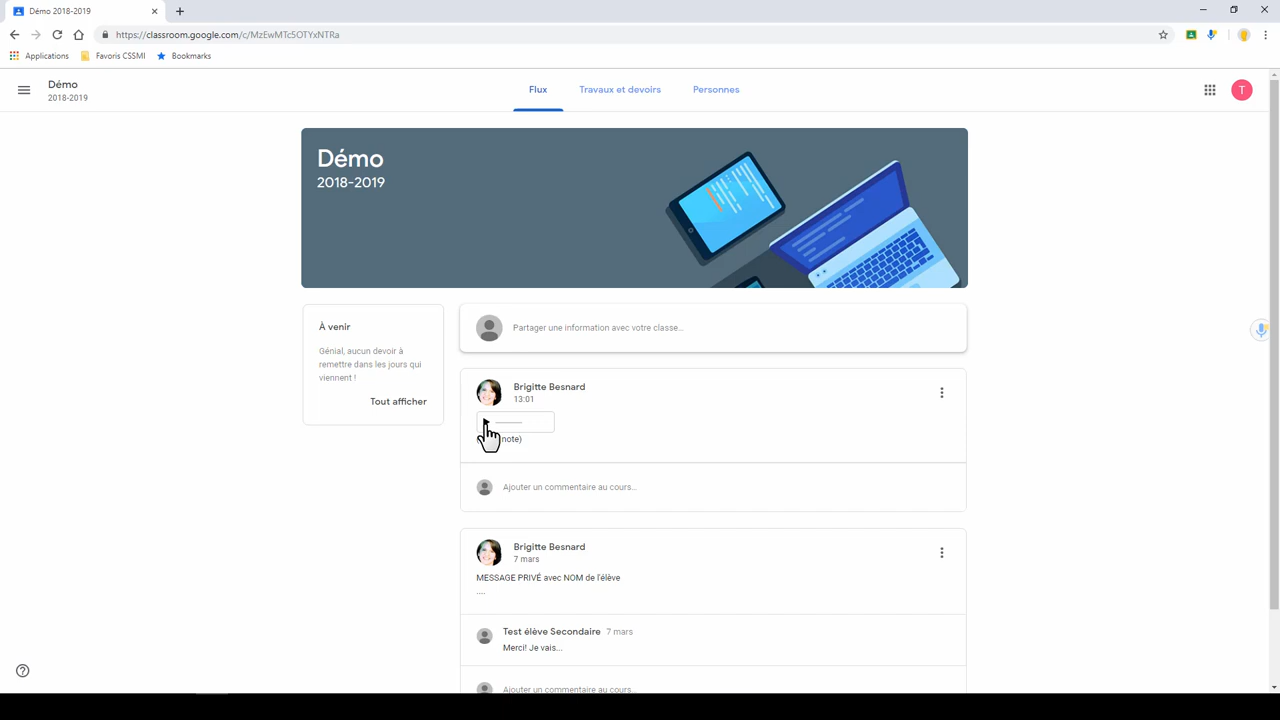 Démo 2018-2019
https://classroom.google.com/c/MzEwMTc5OTYxNTRa
Applications
Favoris CSSMI
Bookmarks
Démo
2018-2019
Flux
Travaux et devoirs
Personnes
T
Démo
2018-2019
À venir
Génial, aucun devoir à
remettre dans les jours qui
viennent !
Tout afficher
Partager une information avec votre classe…
Brigitte Besnard
13:01
note)
Ajouter un commentaire au cours…
Brigitte Besnard
7 mars
MESSAGE PRIVÉ avec NOM de l'élève
....
Test élève Secondaire 7 mars
Merci! Je vais...
Ajouter un commentaire au cours…